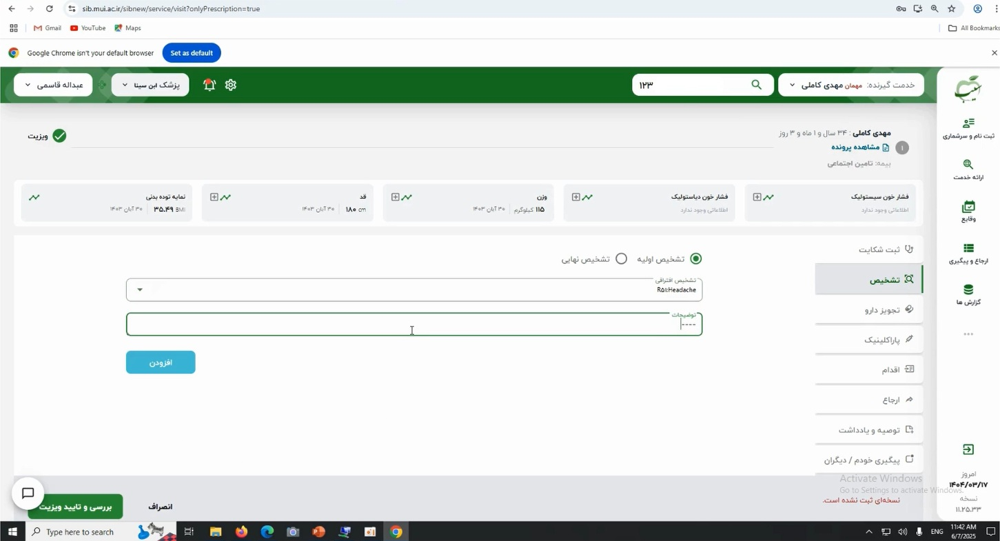 sib.mui.ac.ir/sibnew/service/visit?onlyPrescription=true
Gmail YouTube Maps All Bookmarks
Google Chrome isn't your default browser Set as default
خدمت گیرنده: مهمان مهدی کاملی
۱۲۳
پزشک ابن سینا
عبداله قاسمی
سیب
ثبت نام و سرشماری
ارائه خدمت
وقایع
ارجاع و پیگیری
گزارش ها
مهدی کاملی : ۳۴ سال و ۱ ماه و ۳ روز
۱
مشاهده پرونده
بیمه: تامین اجتماعی
ویزیت
فشار خون سیستولیک
اطلاعاتی وجود ندارد
فشار خون دیاستولیک
اطلاعاتی وجود ندارد
وزن
۱۱۵ کیلوگرم ۳۰ آبان ۱۴۰۳
قد
۱۸۰ cm ۳۰ آبان ۱۴۰۳
نمایه توده بدنی
۳۵.۴۹ BMI ۳۰ آبان ۱۴۰۳
ثبت شکایت
تشخیص
تجویز دارو
پاراکلینیک
اقدام
ارجاع
توصیه و یادداشت
پیگیری خودم / دیگران
نسخه‌ای ثبت نشده است.
تشخیص اولیه
تشخیص نهایی
تشخیص افتراقی
R۵۱:Headache
توضیحات
----
افزودن
انصراف
بررسی و تایید ویزیت
Activate Windows
Go to Settings to activate Windows.
امروز
۱۴۰۴/۰۳/۱۷
نسخه
۱۱.۲۵.۳۳
Type here to search
ENG
11:42 AM
6/7/2025